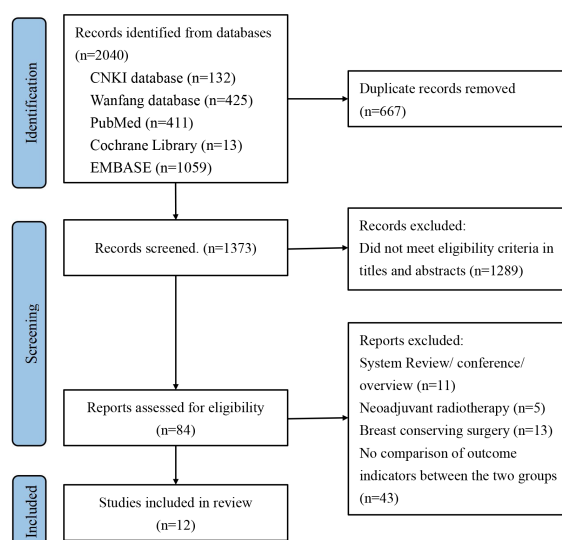 Identification
Records identified from databases
(n=2040)
CNKI database (n=132)
Wanfang database (n=425)
PubMed (n=411)
Cochrane Library (n=13)
EMBASE (n=1059)
Duplicate records removed
(n=667)
Screening
Records screened. (n=1373)
Records excluded:
Did not meet eligibility criteria in
titles and abstracts (n=1289)
Reports assessed for eligibility
(n=84)
Reports excluded:
System Review/ conference/
overview (n=11)
Neoadjuvant radiotherapy (n=5)
Breast conserving surgery (n=13)
No comparison of outcome
indicators between the two groups
(n=43)
Included
Studies included in review
(n=12)